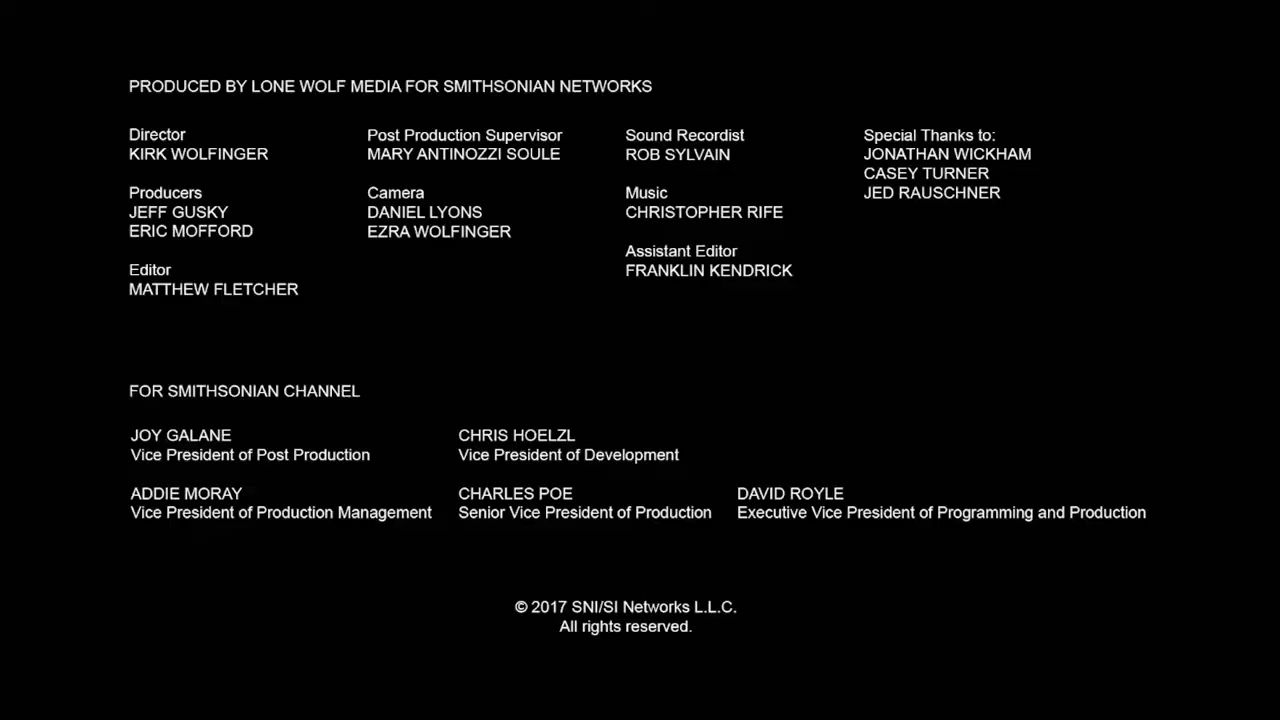 PRODUCED BY LONE WOLF MEDIA FOR SMITHSONIAN NETWORKS
Director
KIRK WOLFINGER
Producers
JEFF GUSKY
ERIC MOFFORD
Editor
MATTHEW FLETCHER
Post Production Supervisor
MARY ANTINOZZI SOULE
Camera
DANIEL LYONS
EZRA WOLFINGER
Sound Recordist
ROB SYLVAIN
Music
CHRISTOPHER RIFE
Assistant Editor
FRANKLIN KENDRICK
Special Thanks to:
JONATHAN WICKHAM
CASEY TURNER
JED RAUSCHNER
FOR SMITHSONIAN CHANNEL
JOY GALANE
Vice President of Post Production
CHRIS HOELZL
Vice President of Development
ADDIE MORAY
Vice President of Production Management
CHARLES POE
Senior Vice President of Production
DAVID ROYLE
Executive Vice President of Programming and Production
© 2017 SNI/SI Networks L.L.C.
All rights reserved.